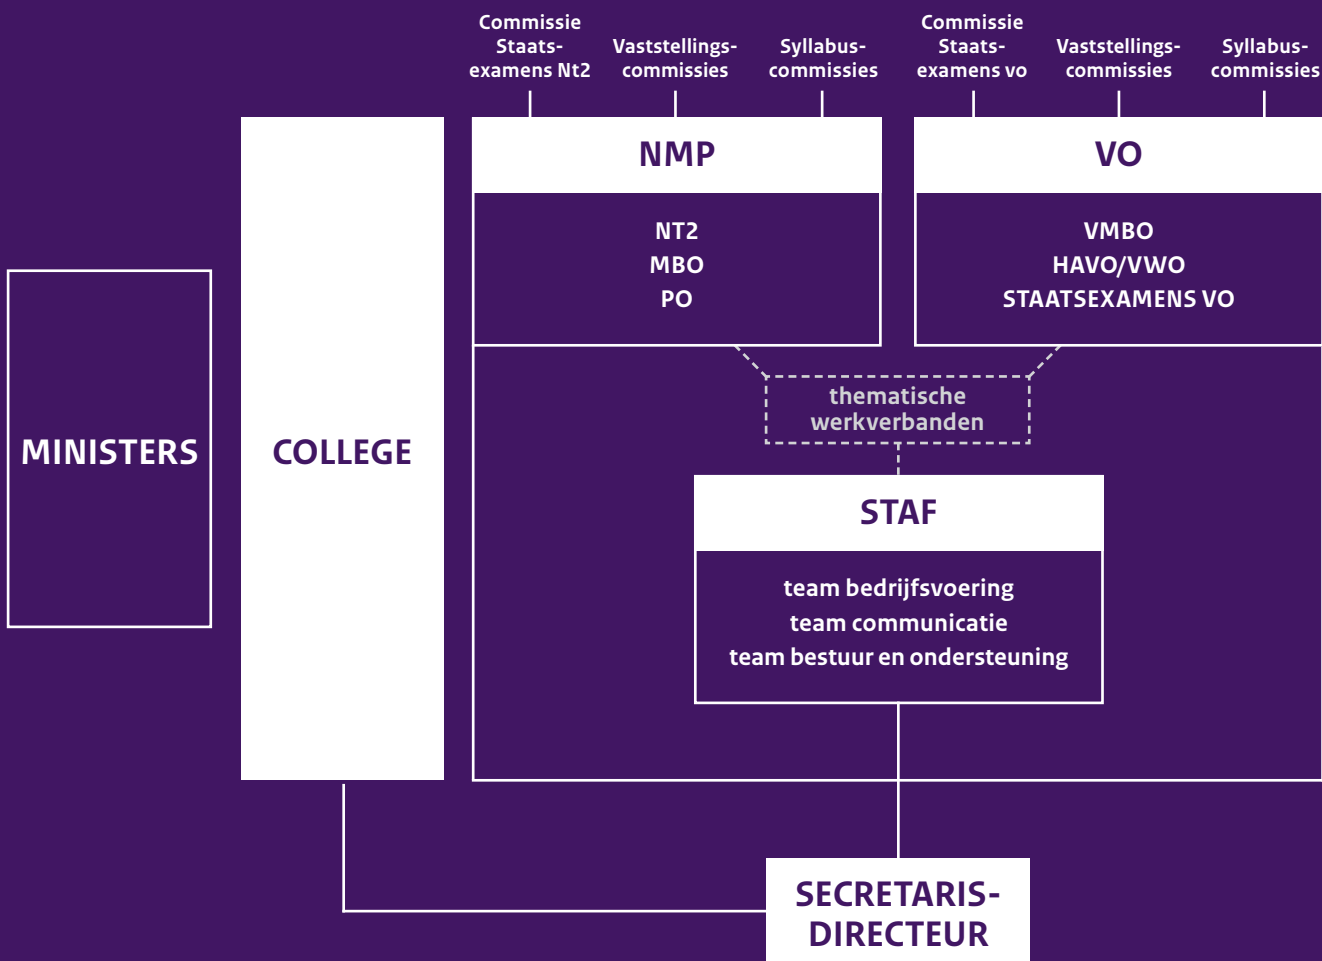 Commissie
Staats-
examens Nt2
Vaststellings-
commissies
Syllabus-
commissies
Commissie
Staats-
examens vo
Vaststellings-
commissies
Syllabus-
commissies
NMP
NT2
MBO
PO
VO
VMBO
HAVO/VWO
STAATSEXAMENS VO
MINISTERS
COLLEGE
thematische
werkverbanden
STAF
team bedrijfsvoering
team communicatie
team bestuur en ondersteuning
SECRETARIS-
DIRECTEUR